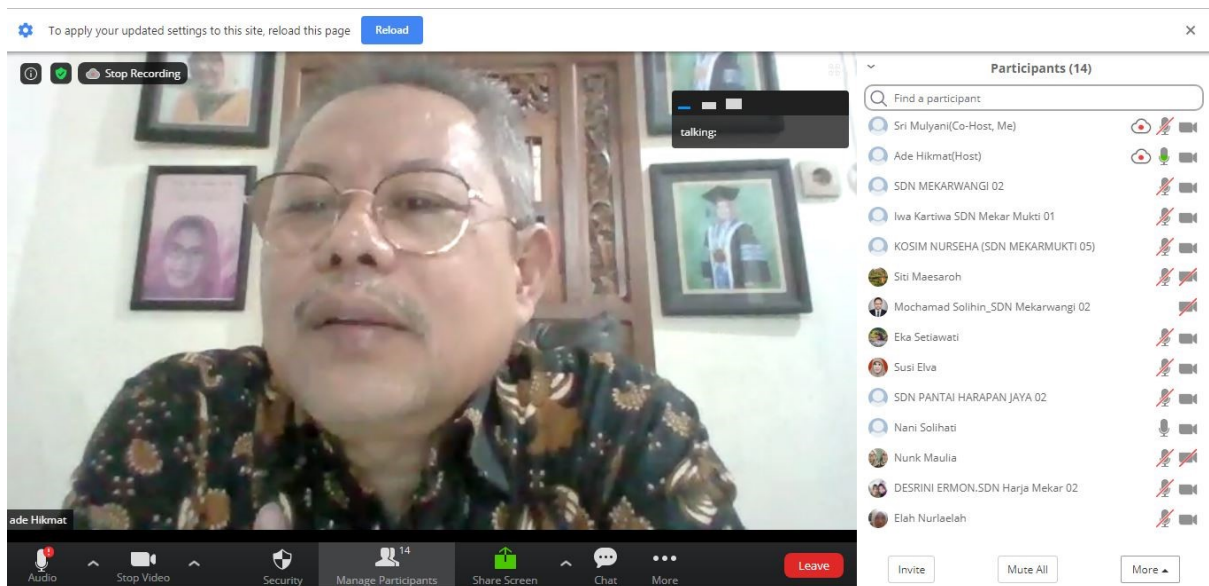 To apply your updated settings to this site, reload this page Reload
Stop Recording
talking:
ade Hikmat
Audio
Stop Video
Security
14
Manage Participants
Share Screen
Chat
More
Leave
Participants (14)
Find a participant
Sri Mulyani(Co-Host, Me)
Ade Hikmat(Host)
SDN MEKARWANGI 02
Iwa Kartiwa SDN Mekar Mukti 01
KOSIM NURSEHA (SDN MEKARMUKTI 05)
Siti Maesaroh
Mochamad Solihin_SDN Mekarwangi 02
Eka Setiawati
Susi Elva
SDN PANTAI HARAPAN JAYA 02
Nani Solihati
Nunk Maulia
DESRINI ERMON.SDN Harja Mekar 02
Elah Nurlaelah
Invite
Mute All
More